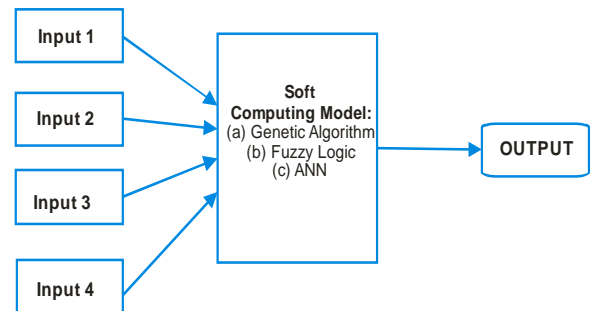 Input 1
Input 2
Input 3
Input 4
Soft
Computing Model:
(a) Genetic Algorithm
(b) Fuzzy Logic
(c) ANN
OUTPUT